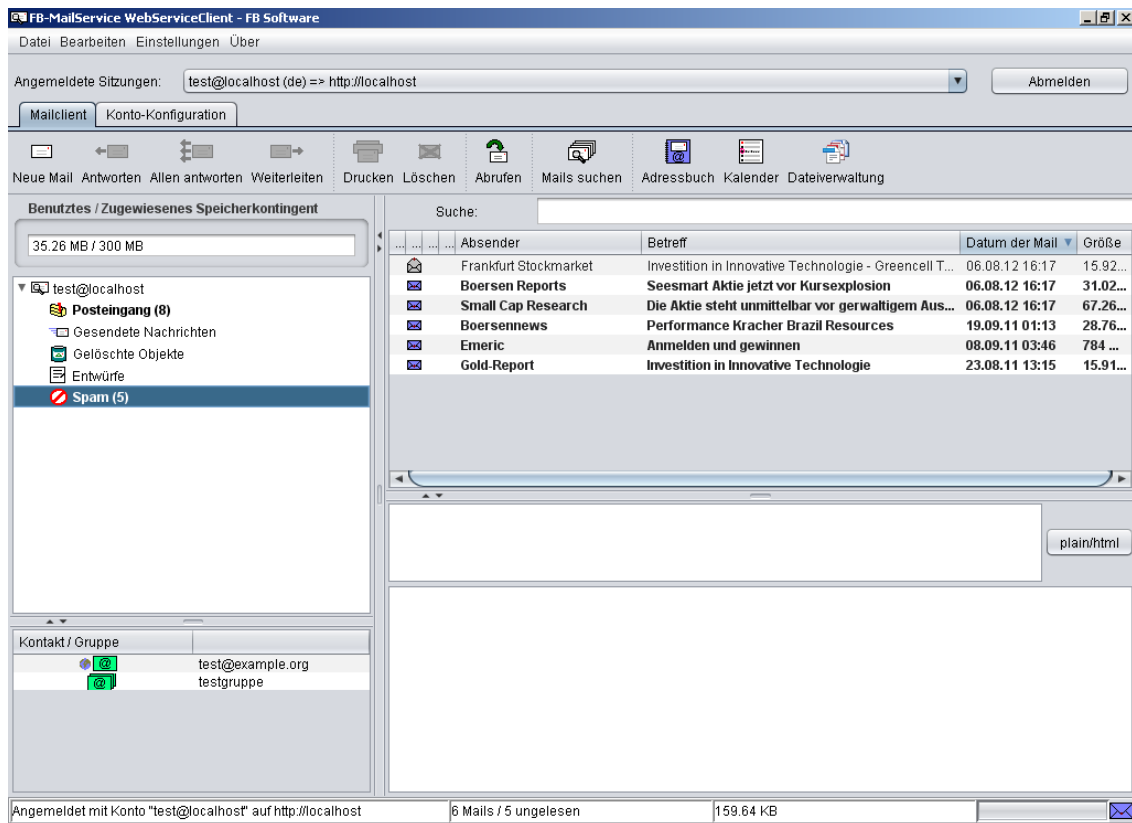 FB-MailService WebServiceClient - FB Software
Datei Bearbeiten Einstellungen Über
Angemeldete Sitzungen: test@localhost (de) => http://localhost Abmelden
Mailclient Konto-Konfiguration
Neue Mail Antworten Allen antworten Weiterleiten Drucken Löschen Abrufen Mails suchen Adressbuch Kalender Dateiverwaltung
Benutztes / Zugewiesenes Speicherkontingent
35.26 MB / 300 MB
test@localhost
Posteingang (8)
Gesendete Nachrichten
Gelöschte Objekte
Entwürfe
Spam (5)
Kontakt / Gruppe
@ test@example.org
@ testgruppe
Suche:
... ... ... ... Absender Betreff Datum der Mail Größe
Frankfurt Stockmarket Investition in Innovative Technologie - Greencell T... 06.08.12 16:17 15.92...
Boersen Reports Seesmart Aktie jetzt vor Kursexplosion 06.08.12 16:17 31.02...
Small Cap Research Die Aktie steht unmittelbar vor gerwaltigem Aus... 06.08.12 16:17 67.26...
Boersennews Performance Kracher Brazil Resources 19.09.11 01:13 28.76...
Emeric Anmelden und gewinnen 08.09.11 03:46 784 ...
Gold-Report Investition in Innovative Technologie 23.08.11 13:15 15.91...
plain/html
Angemeldet mit Konto "test@localhost" auf http://localhost 6 Mails / 5 ungelesen 159.64 KB